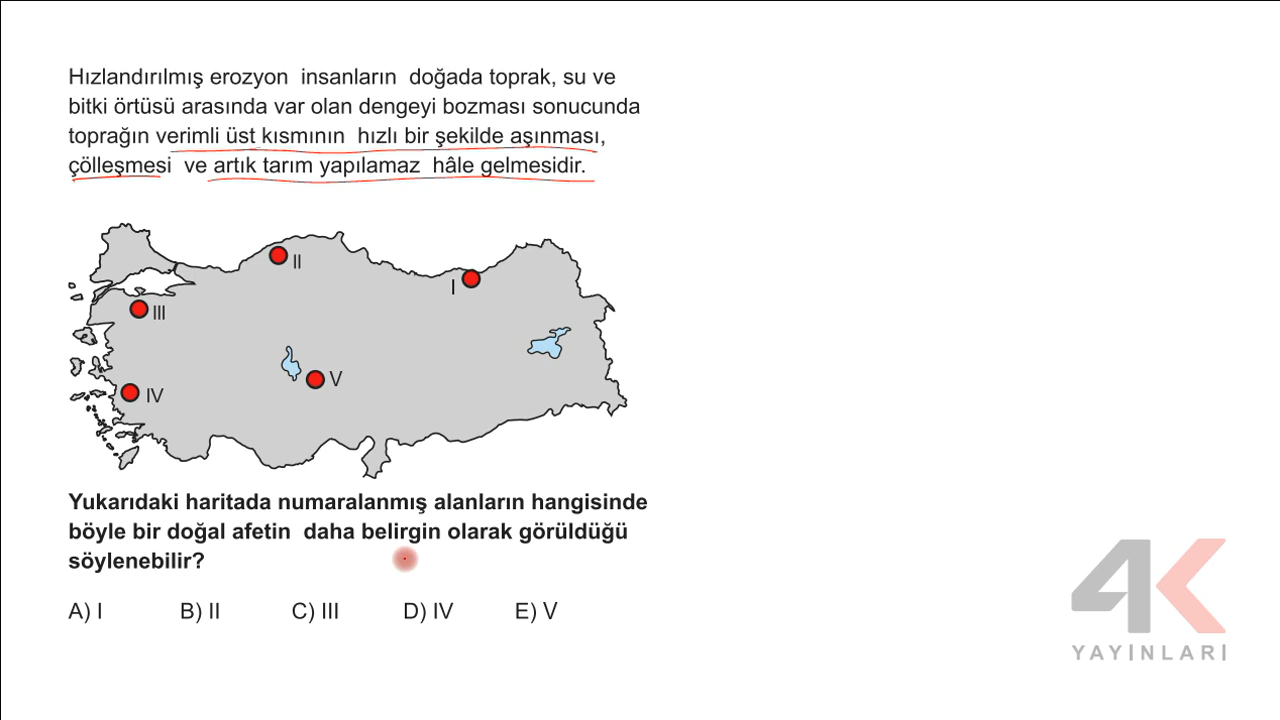 Hızlandırılmış erozyon insanların doğada toprak, su ve
bitki örtüsü arasında var olan dengeyi bozması sonucunda
toprağın verimli üst kısmının hızlı bir şekilde aşınması,
çölleşmesi ve artık tarım yapılamaz hâle gelmesidir.
II
I
III
V
IV
Yukarıdaki haritada numaralanmış alanların hangisinde
böyle bir doğal afetin daha belirgin olarak görüldüğü
söylenebilir?
A) I B) II C) III D) IV E) V
4K
YAYINLARI